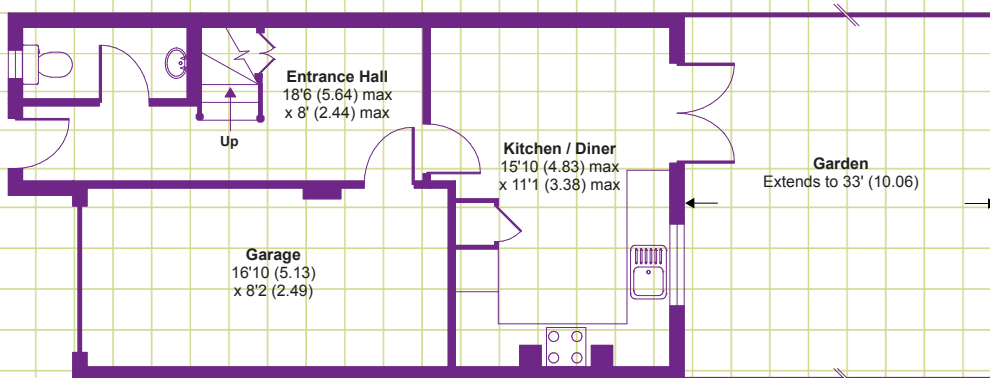 Entrance Hall
18'6 (5.64) max
x 8' (2.44) max
Up
Kitchen / Diner
15'10 (4.83) max
x 11'1 (3.38) max
Garden
Extends to 33' (10.06)
Garage
16'10 (5.13)
x 8'2 (2.49)